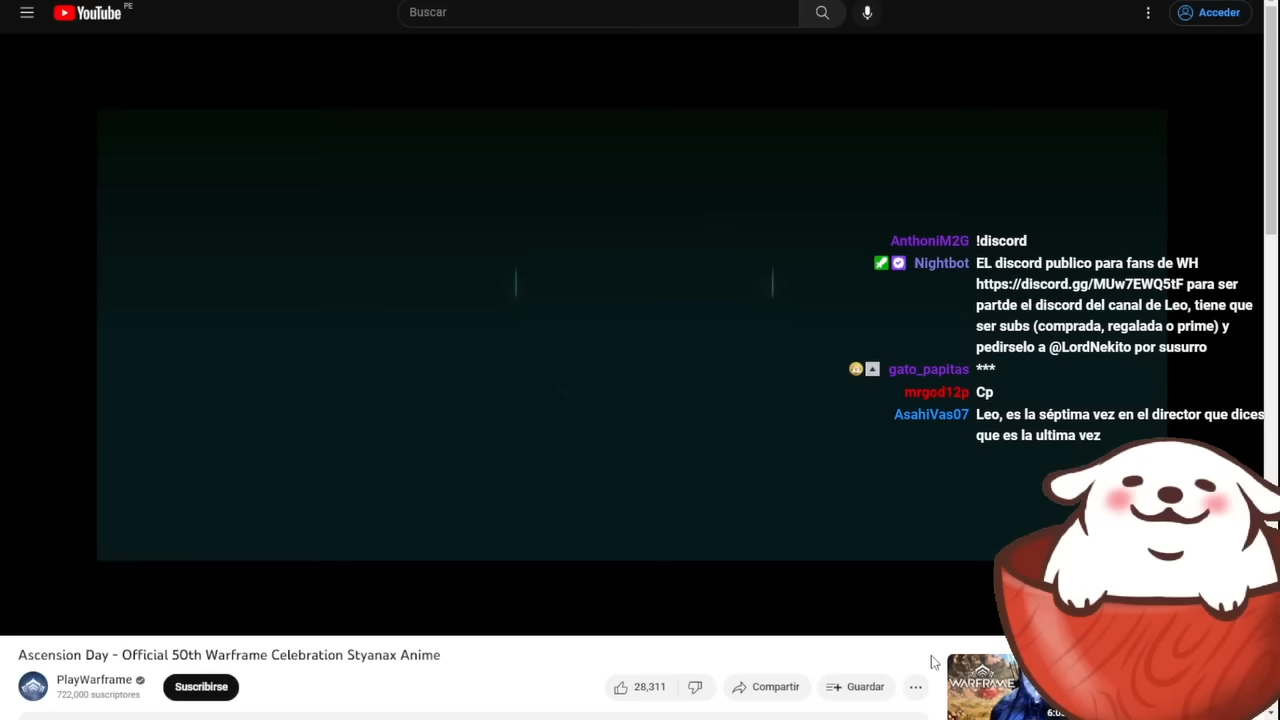 YouTube PE
Buscar
Acceder
AnthoniM2G !discord
Nightbot EL discord publico para fans de WH
https://discord.gg/MUw7EWQ5tF para ser
partde el discord del canal de Leo, tiene que
ser subs (comprada, regalada o prime) y
pedirselo a @LordNekito por susurro
gato_papitas ***
mrgod12p Cp
AsahiVas07 Leo, es la séptima vez en el director que dices
que es la ultima vez
Ascension Day - Official 50th Warframe Celebration Styanax Anime
PlayWarframe
722,000 suscriptores
Suscribirse
28,311
Compartir
Guardar
WARFRAME